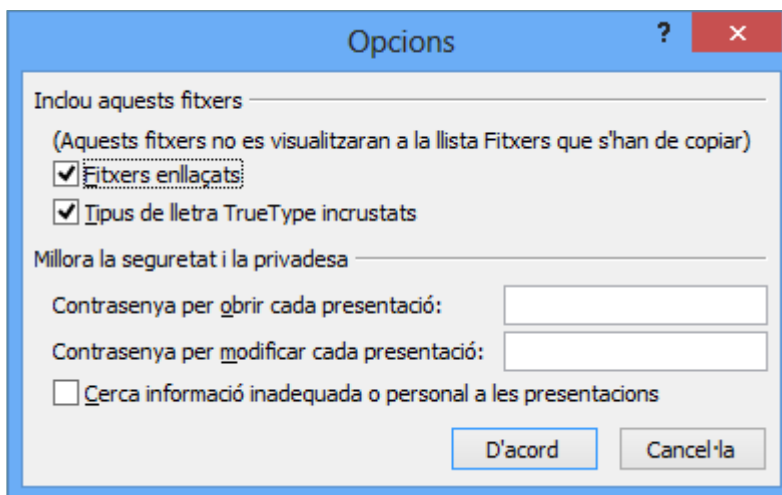 Opcions
?
×
Inclou aquests fitxers
(Aquests fitxers no es visualitzaran a la llista Fitxers que s'han de copiar)
Fitxers enllaçats
Tipus de lletra TrueType incrustats
Millora la seguretat i la privadesa
Contrasenya per obrir cada presentació:
Contrasenya per modificar cada presentació:
Cerca informació inadequada o personal a les presentacions
D'acord
Cancel·la